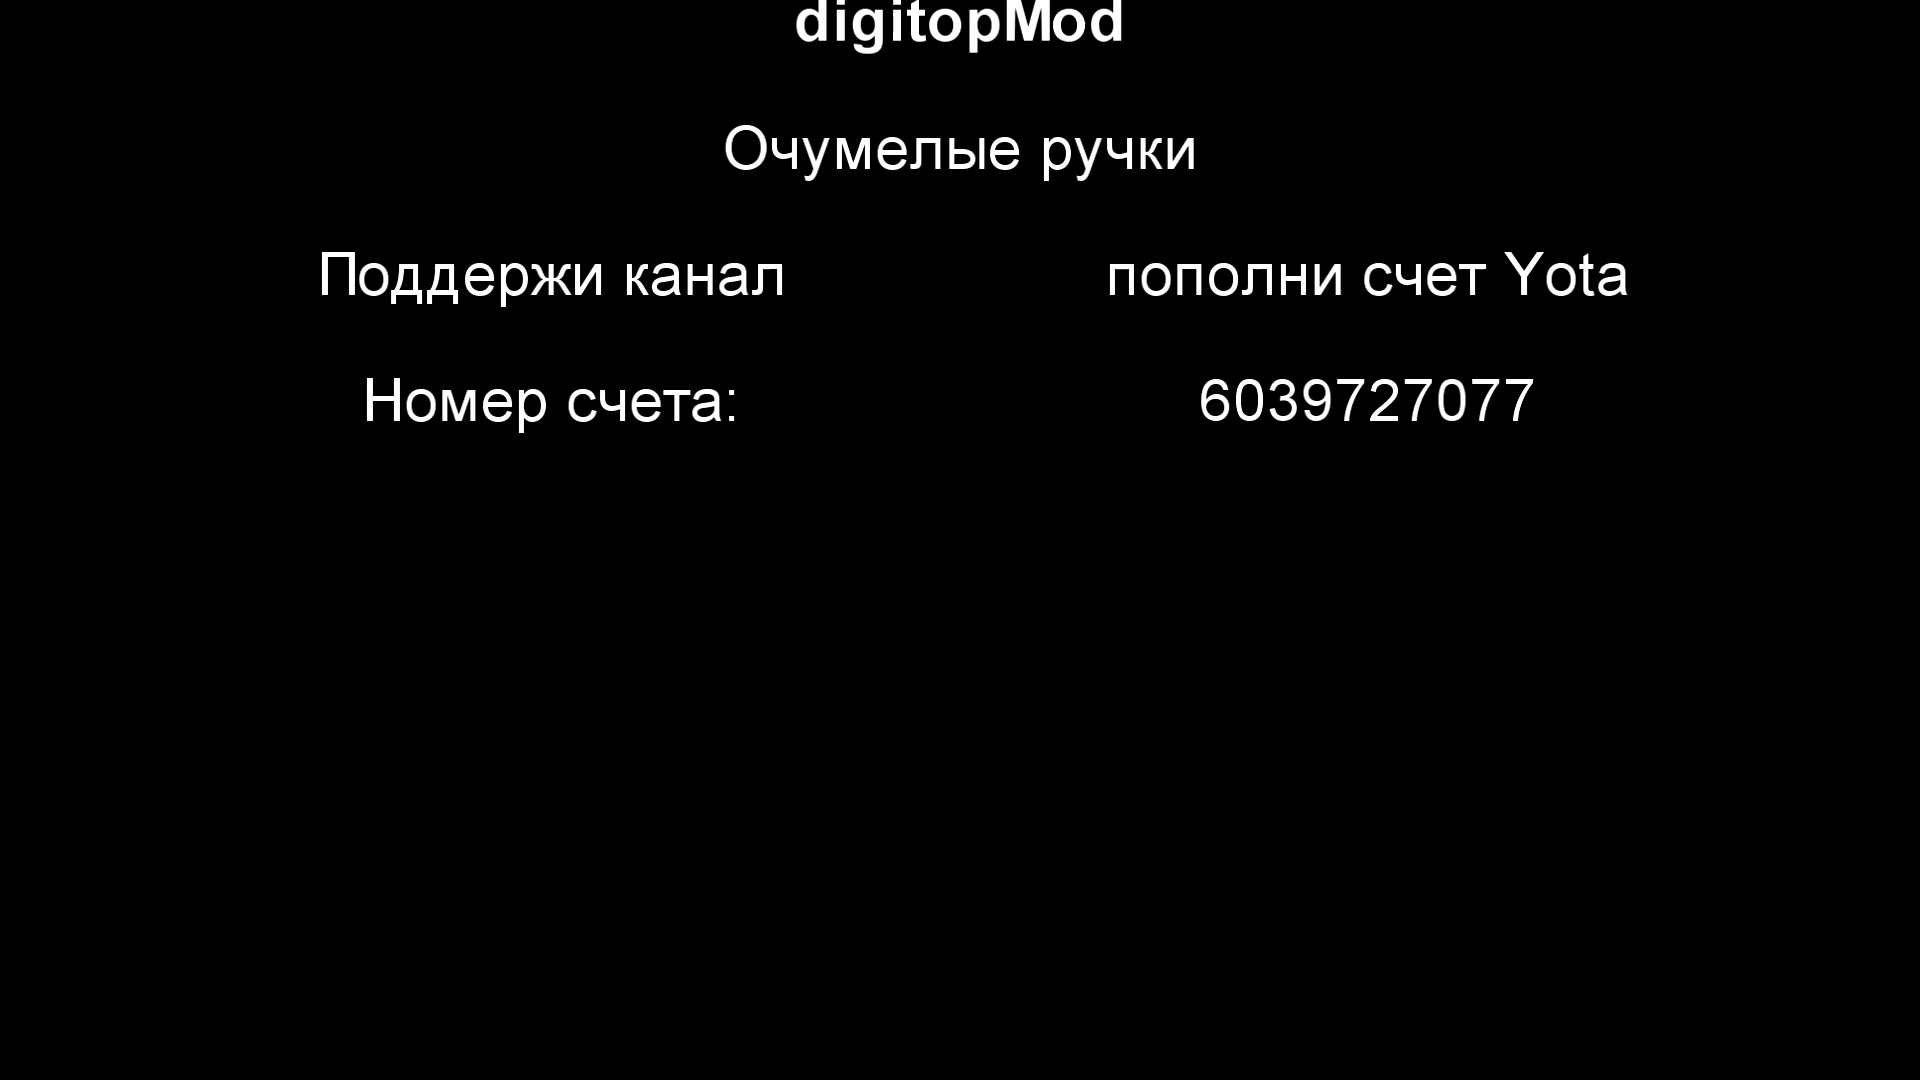 digitopMod
Очумелые ручки
Поддержи канал пополни счет Yota
Номер счета: 6039727077